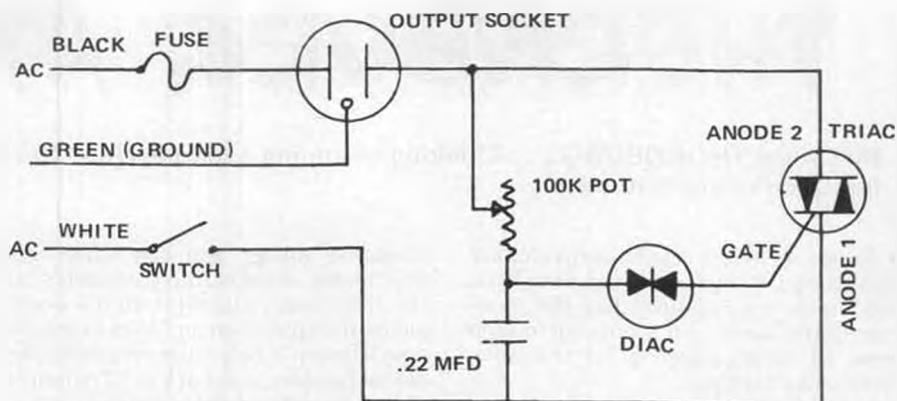 OUTPUT SOCKET
BLACK FUSE
AC
GREEN (GROUND)
ANODE 2 TRIAC
100K POT
WHITE
AC
SWITCH
GATE
ANODE 1
DIAC
.22 MFD